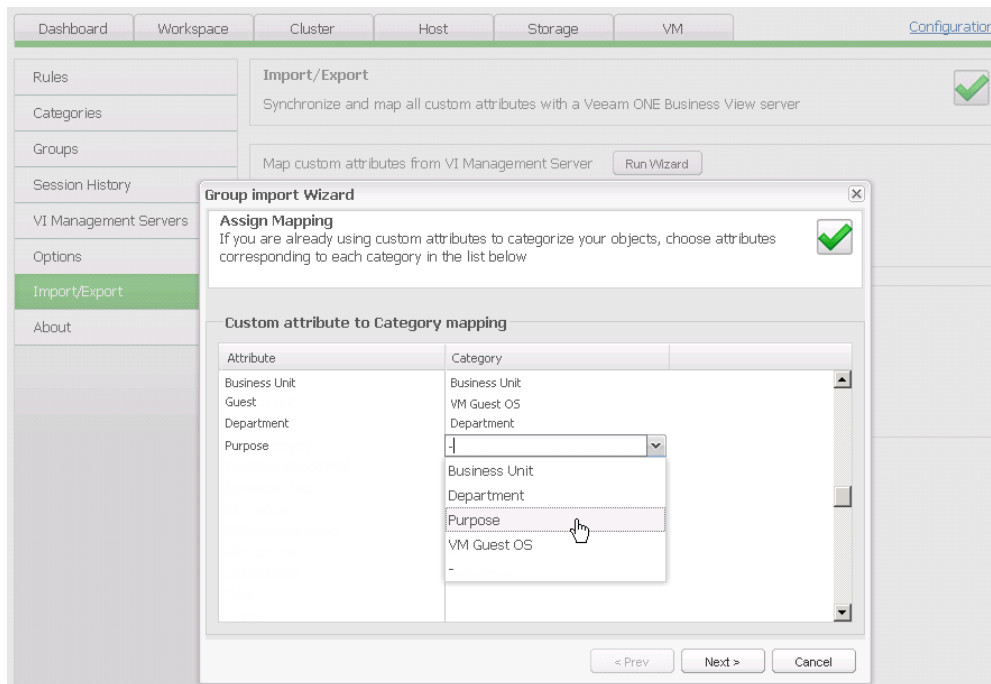 Dashboard Workspace Cluster Host Storage VM Configuration
Rules
Categories
Groups
Session History
VI Management Servers
Options
Import/Export
About
Import/Export
Synchronize and map all custom attributes with a Veeam ONE Business View server
Map custom attributes from VI Management Server Run Wizard
Group import Wizard
Assign Mapping
If you are already using custom attributes to categorize your objects, choose attributes
corresponding to each category in the list below
Custom attribute to Category mapping
Attribute Category
Business Unit Business Unit
Guest VM Guest OS
Department Department
Purpose -
Business Unit
Department
Purpose
VM Guest OS
-
< Prev Next > Cancel